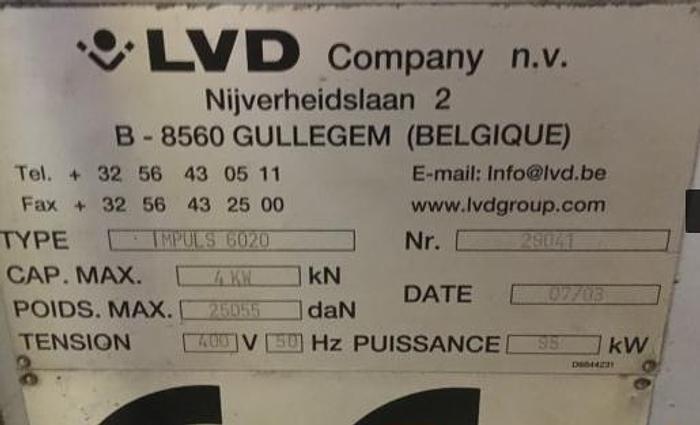 LVD Company n.v.
Nijverheidslaan 2
B - 8560 GULLEGEM (BELGIQUE)
Tel. + 32 56 43 05 11 E-mail: Info@lvd.be
Fax + 32 56 43 25 00 www.lvdgroup.com
TYPE IMPULS 6020 Nr. 29041
CAP. MAX. 4 KW kN
DATE 07/03
POIDS. MAX. 25055 daN
TENSION 400 V 50 Hz PUISSANCE 95 kW